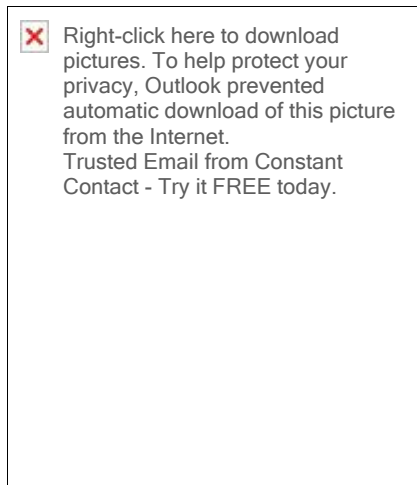 Right-click here to download
pictures. To help protect your
privacy, Outlook prevented
automatic download of this picture
from the Internet.
Trusted Email from Constant
Contact - Try it FREE today.